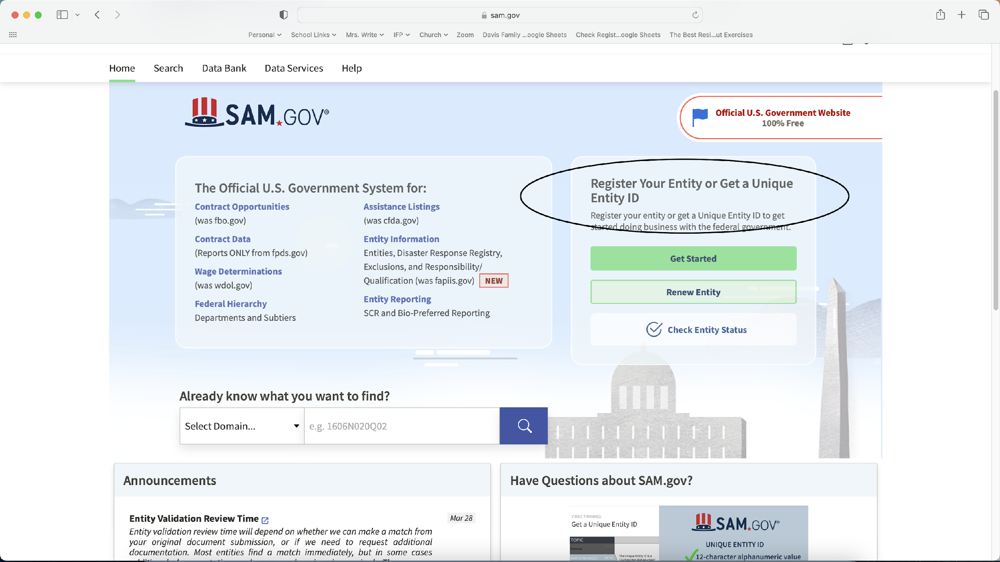 sam.gov
Personal
School Links
Mrs. Write
IFP
Church
Zoom
Davis Family ...oogle Sheets
Check Regist...oogle Sheets
The Best Resi...ut Exercises
Home
Search
Data Bank
Data Services
Help
SAM.GOV®
Official U.S. Government Website
100% Free
The Official U.S. Government System for:
Contract Opportunities
(was fbo.gov)
Contract Data
(Reports ONLY from fpds.gov)
Wage Determinations
(was wdol.gov)
Federal Hierarchy
Departments and Subtiers
Assistance Listings
(was cfda.gov)
Entity Information
Entities, Disaster Response Registry,
Exclusions, and Responsibility/
Qualification (was fapiis.gov) NEW
Entity Reporting
SCR and Bio-Preferred Reporting
Register Your Entity or Get a Unique
Entity ID
Register your entity or get a Unique Entity ID to get
started doing business with the federal government.
Get Started
Renew Entity
Check Entity Status
Already know what you want to find?
Select Domain...
e.g. 1606N020Q02
Announcements
Entity Validation Review Time
Mar 28
Entity validation review time will depend on whether we can make a match from
your original document submission, or if we need to request additional
documentation. Most entities find a match immediately, but in some cases
Have Questions about SAM.gov?
VIDEO TRAINING:
Get a Unique Entity ID
TOPIC
Overview
The Unique Entity ID is a
12-character alphanumeric
SAM.GOV®
UNIQUE ENTITY ID
12-character alphanumeric value